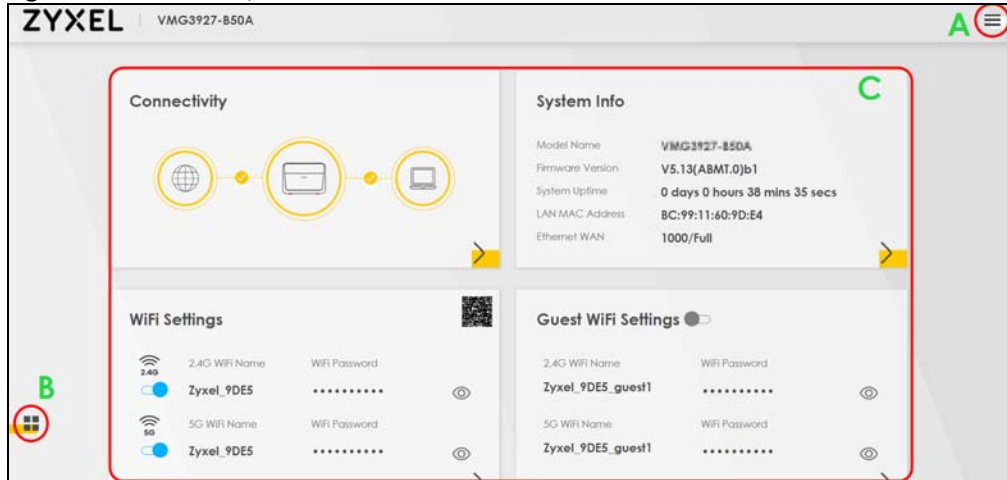 ZYXEL VMG3927-B50A
A
C
Connectivity
System Info
Model Name VMG3927-B50A
Firmware Version V5.13(ABMT.0)b1
System Uptime 0 days 0 hours 38 mins 35 secs
LAN MAC Address BC:99:11:60:9D:E4
Ethernet WAN 1000/Full
WiFi Settings
Guest WiFi Settings
2.4G
2.4G WiFi Name WiFi Password
Zyxel_9DE5 ••••••••••
5G
5G WiFi Name WiFi Password
Zyxel_9DE5 ••••••••••
2.4G WiFi Name WiFi Password
Zyxel_9DE5_guest1 ••••••••••
5G WiFi Name WiFi Password
Zyxel_9DE5_guest1 ••••••••••
B